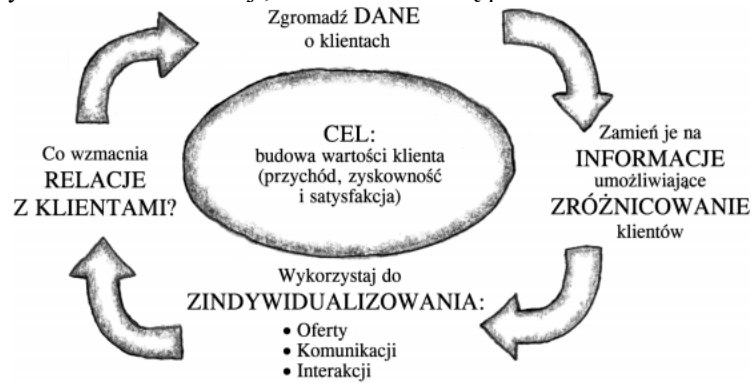 Zgromadź DANE
o klientach
Zamień je na
INFORMACJE
umożliwiające
ZRÓŻNICOWANIE
klientów
Wykorzystaj do
ZINDYWIDUALIZOWANIA:
• Oferty
• Komunikacji
• Interakcji
Co wzmacnia
RELACJE
Z KLIENTAMI?
CEL:
budowa wartości klienta
(przychód, zyskowność
i satysfakcja)